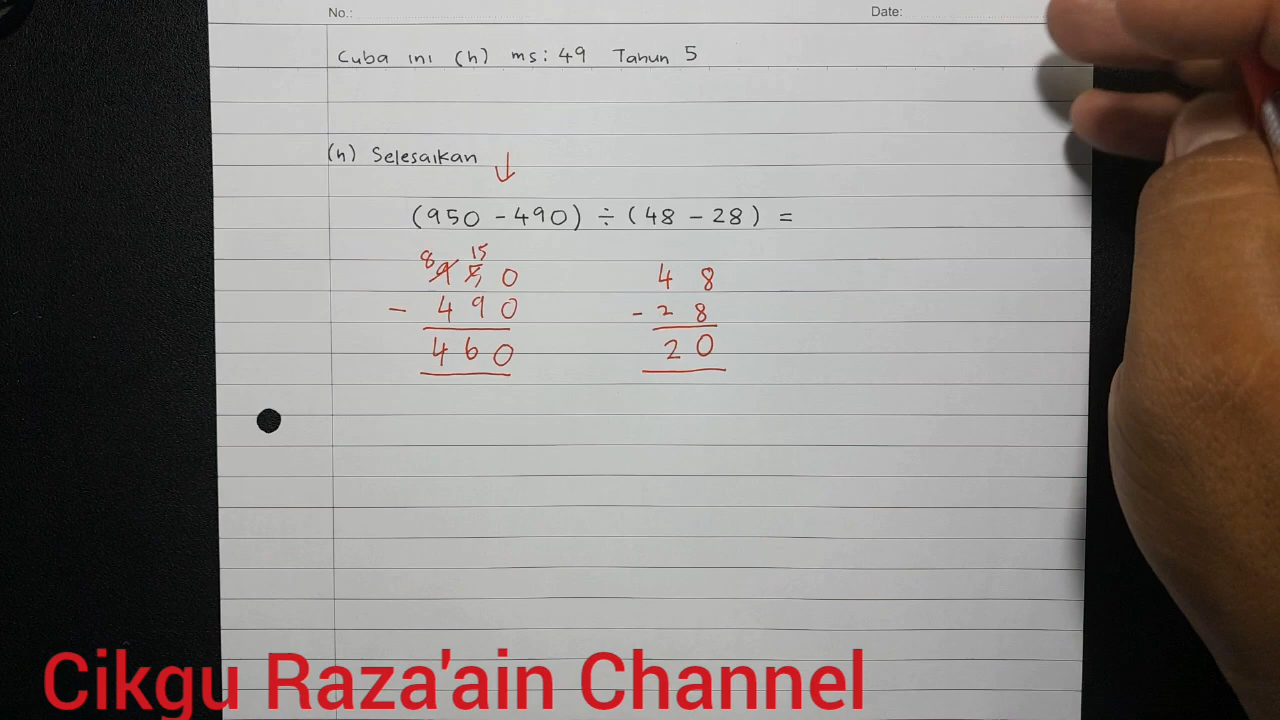 No.: Date:
Cuba ini (h) ms: 49 Tahun 5
(h) Selesaikan ↓
(950 - 490) ÷ (48 - 28) =
8 15
9 5 0 4 8
- 4 9 0 - 2 8
4 6 0 2 0
Cikgu Raza'ain Channel